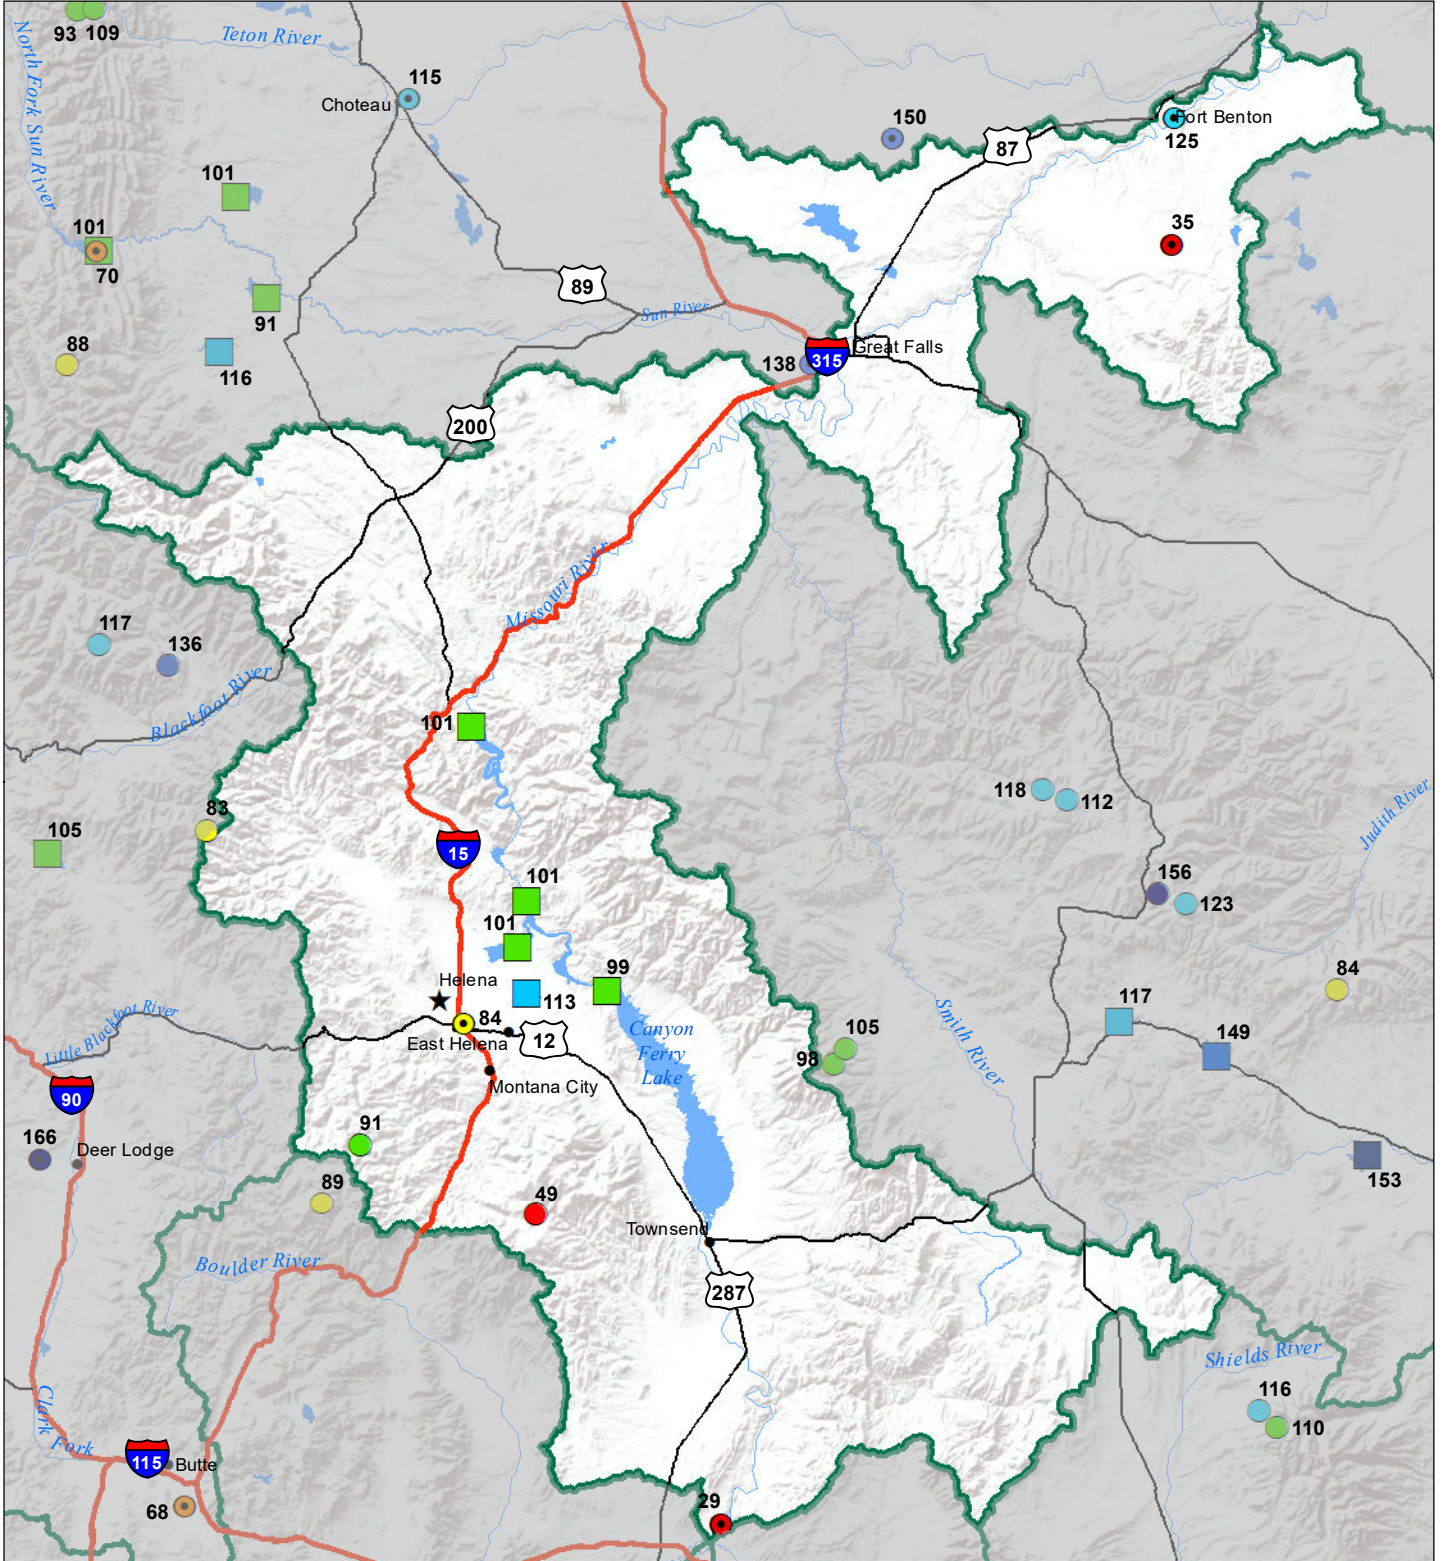 93 109
Teton River
North Fork Sun River
115
Choteau
150
87
Fort Benton
125
101
101
70
35
89
Sun River
91
88
116
138
315
Great Falls
200
Missouri River
117
136
Blackfoot River
101
118
112
Judith River
83
105
15
156
123
101
101
99
84
Helena
113
117
Smith River
Little Blackfoot River
84
East Helena
12
Canyon
Ferry
Lake
105
98
149
90
Montana City
91
166
Deer Lodge
153
89
49
Townsend
Boulder River
287
Shields River
116
110
Clark Fork
115
Butte
68
29